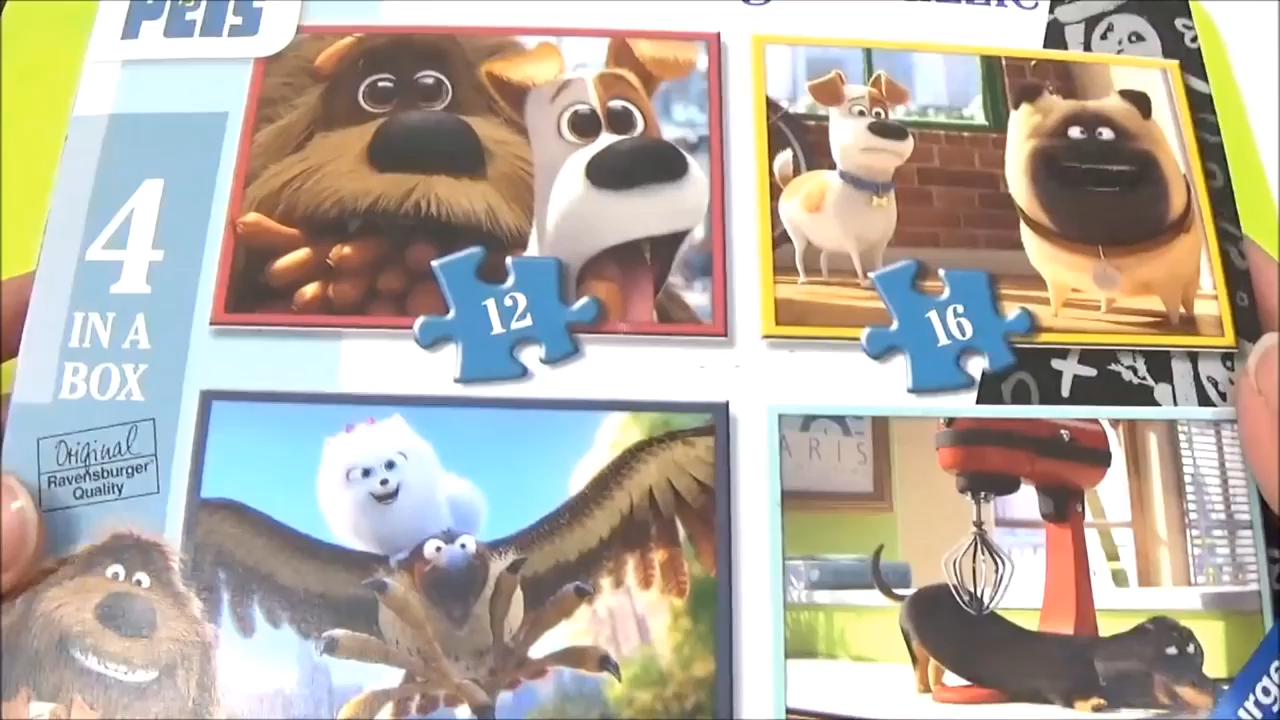 PETS
4
IN A
BOX
Original
Ravensburger
Quality
12
16
ARIS